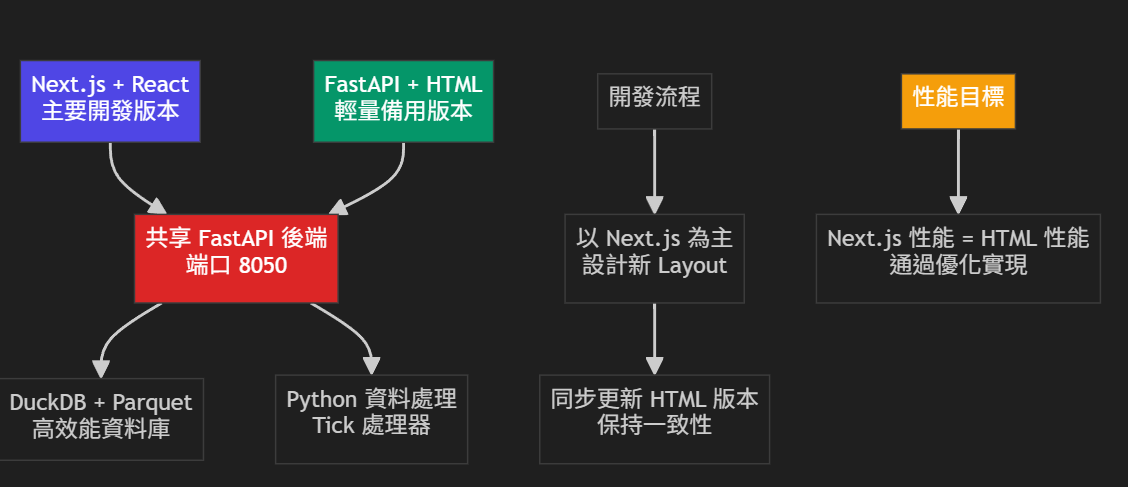 Next.js + React
主要開發版本
FastAPI + HTML
輕量備用版本
開發流程
性能目標
共享 FastAPI 後端
端口 8050
以 Next.js 為主
設計新 Layout
Next.js 性能 = HTML 性能
通過優化實現
DuckDB + Parquet
高效能資料庫
Python 資料處理
Tick 處理器
同步更新 HTML 版本
保持一致性